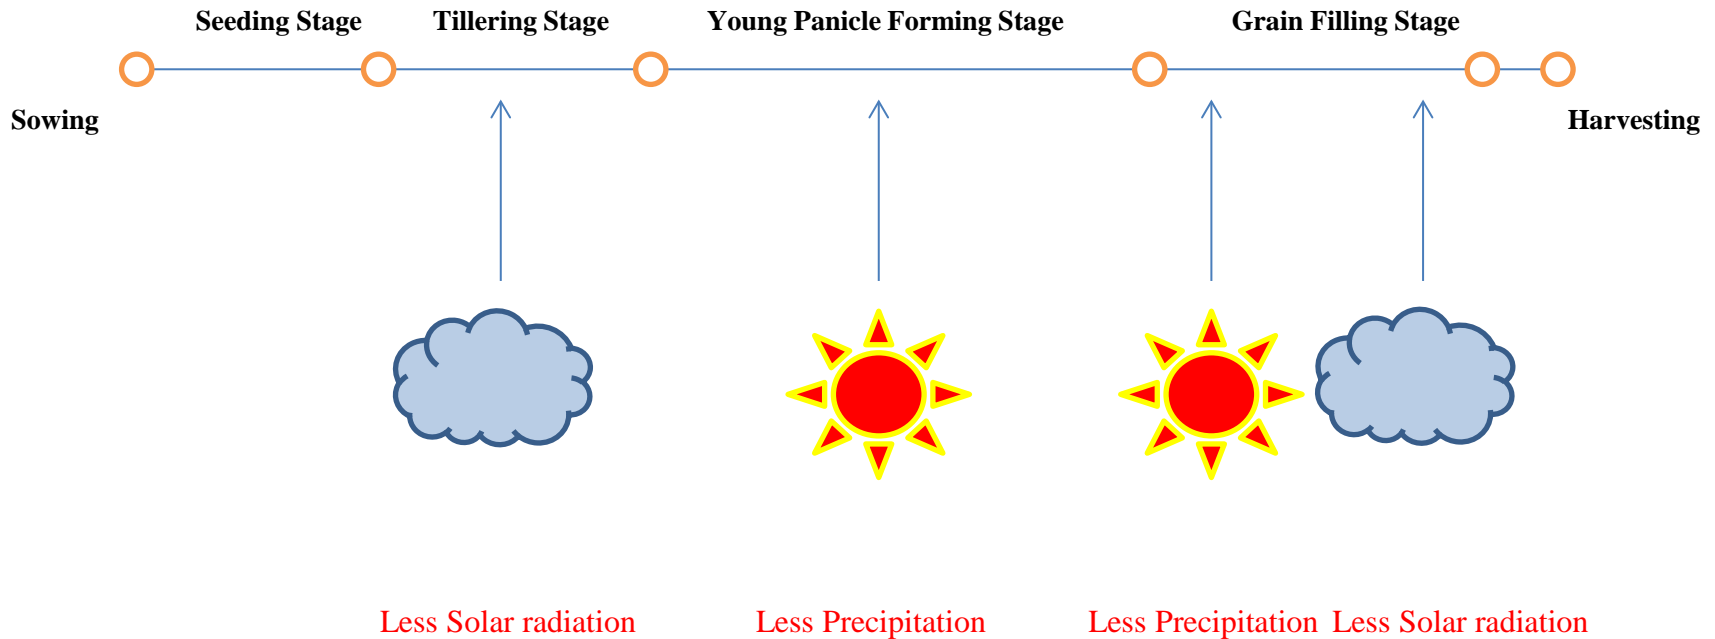 Seeding Stage Tillering Stage Young Panicle Forming Stage Grain Filling Stage
Sowing Harvesting
Less Solar radiation Less Precipitation Less Precipitation Less Solar radiation